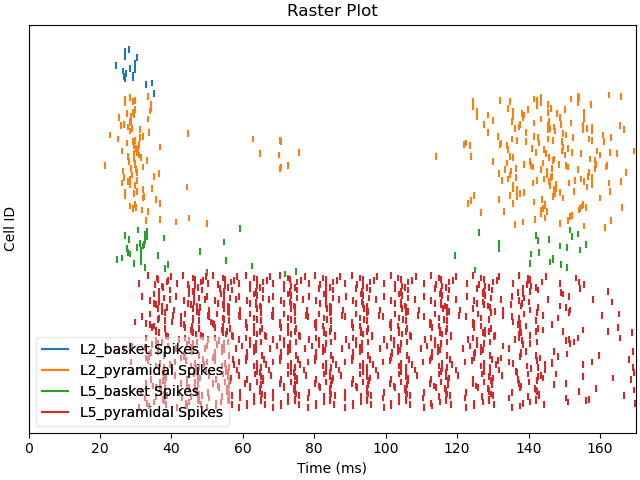 Raster Plot
Cell ID
L2_basket Spikes
L2_pyramidal Spikes
L5_basket Spikes
L5_pyramidal Spikes
0 20 40 60 80 100 120 140 160
Time (ms)